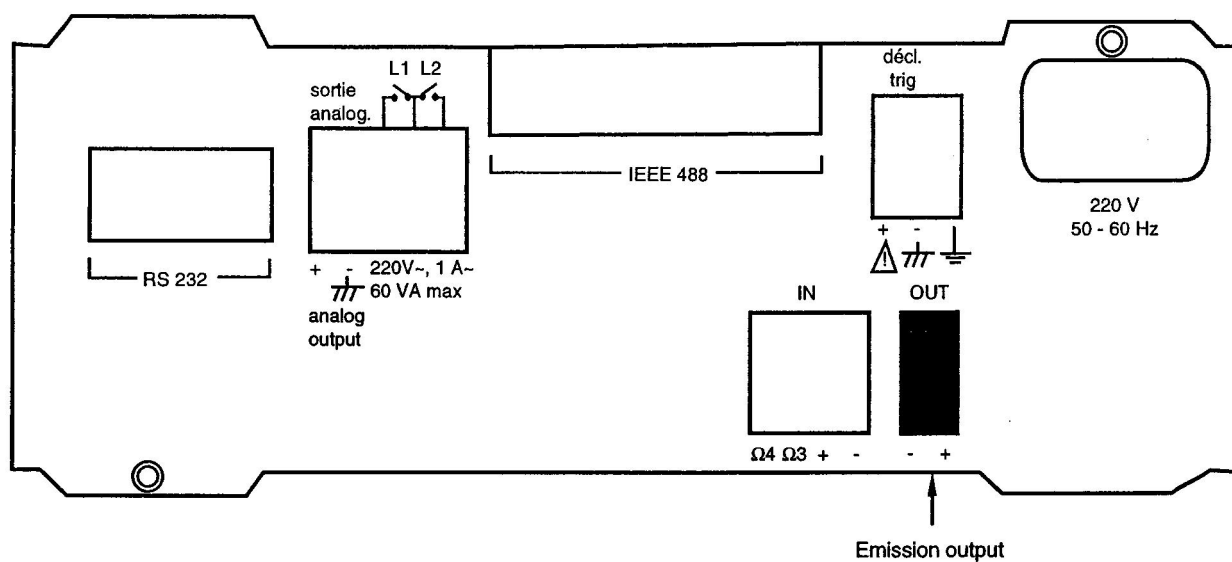 L1 L2
sortie
analog.
RS 232
+ - 220V~, 1 A~
60 VA max
analog
output
IEEE 488
décl.
trig
+ -
220 V
50 - 60 Hz
IN
Ω4 Ω3 + -
OUT
- +
Emission output